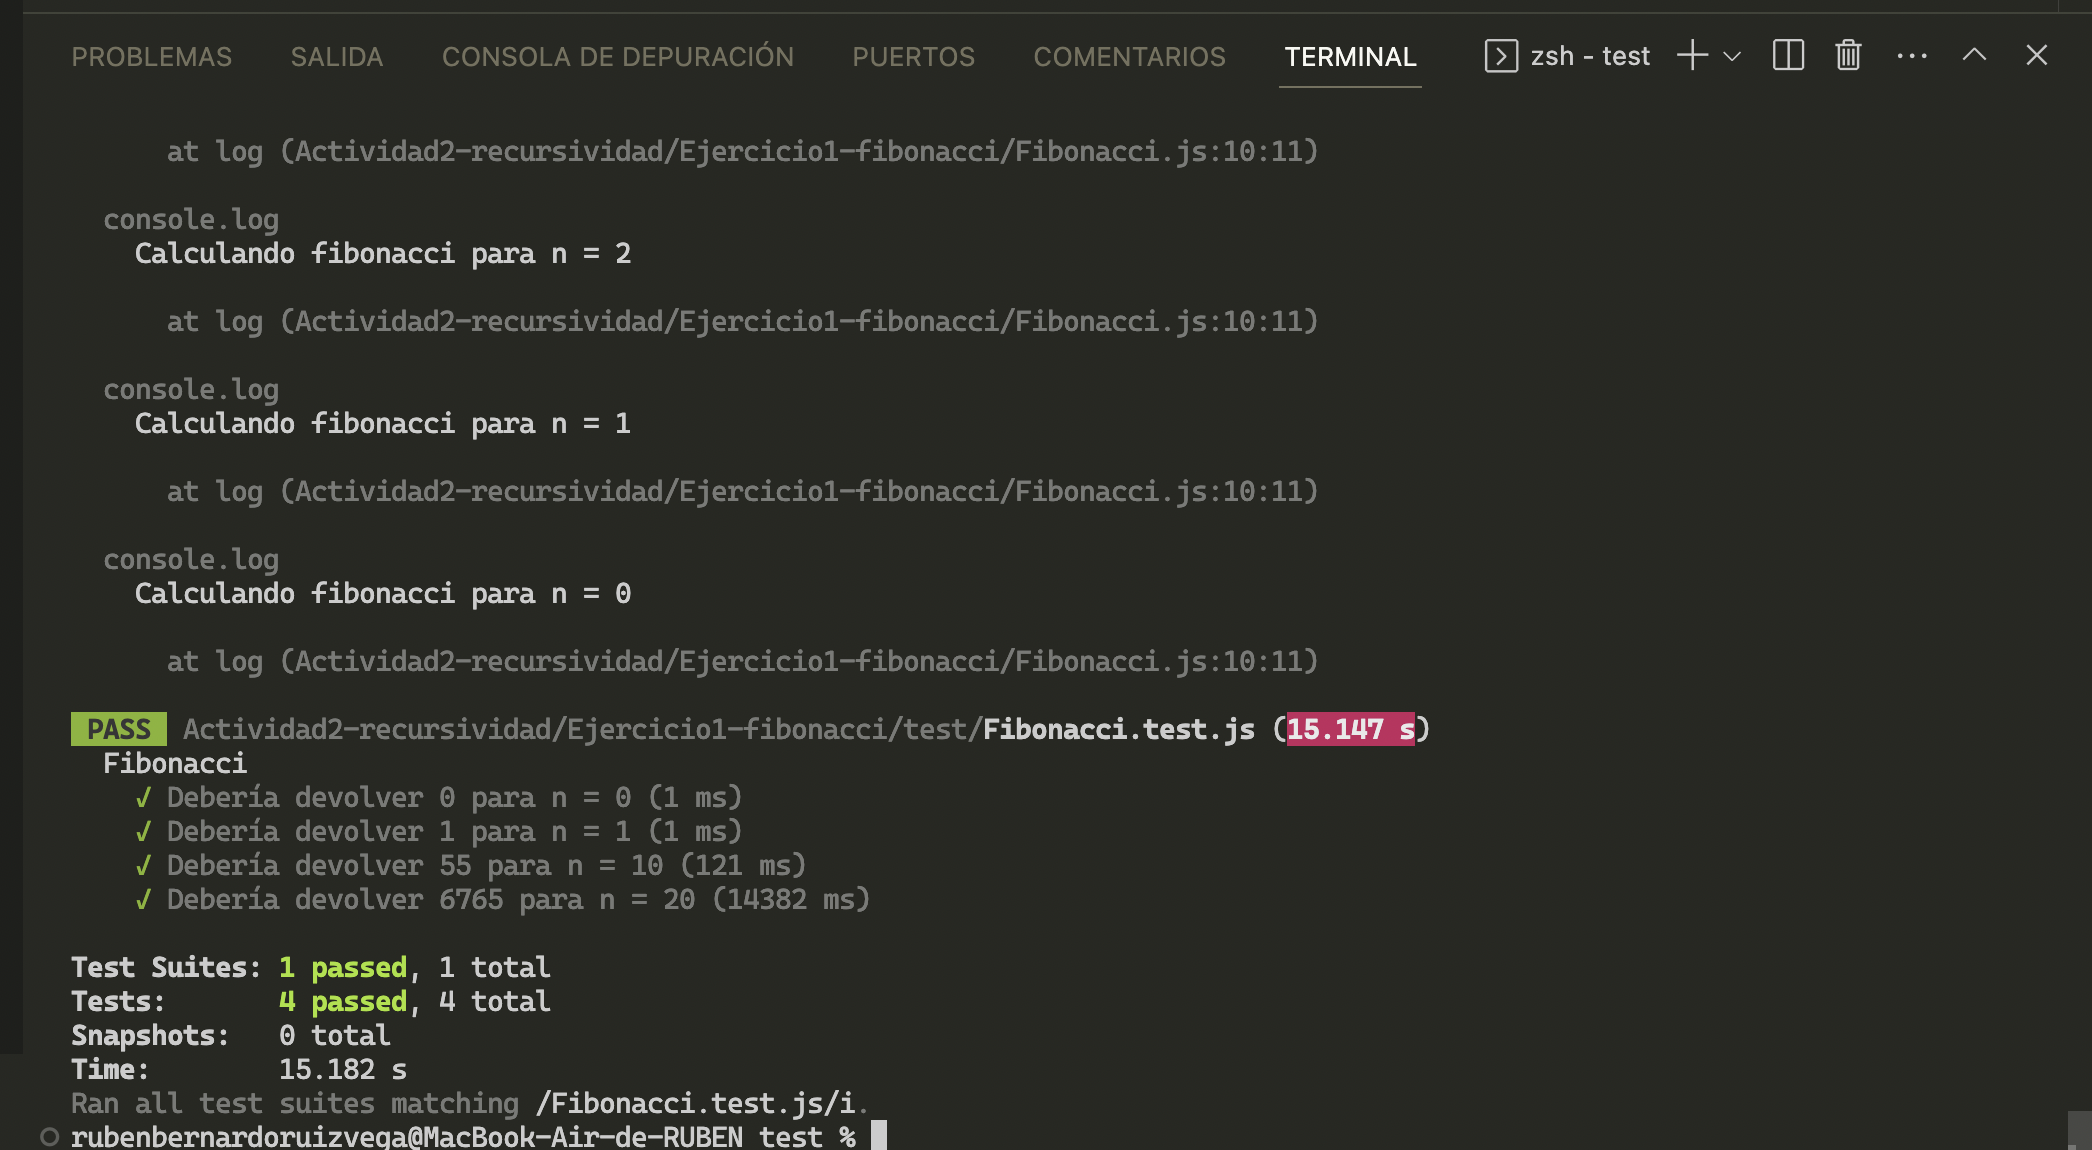 PROBLEMAS SALIDA CONSOLA DE DEPURACIÓN PUERTOS COMENTARIOS TERMINAL zsh - test
at log (Actividad2-recursividad/Ejercicio1-fibonacci/Fibonacci.js:10:11)
console.log
Calculando fibonacci para n = 2
at log (Actividad2-recursividad/Ejercicio1-fibonacci/Fibonacci.js:10:11)
console.log
Calculando fibonacci para n = 1
at log (Actividad2-recursividad/Ejercicio1-fibonacci/Fibonacci.js:10:11)
console.log
Calculando fibonacci para n = 0
at log (Actividad2-recursividad/Ejercicio1-fibonacci/Fibonacci.js:10:11)
PASS Actividad2-recursividad/Ejercicio1-fibonacci/test/Fibonacci.test.js (15.147 s)
Fibonacci
✓ Debería devolver 0 para n = 0 (1 ms)
✓ Debería devolver 1 para n = 1 (1 ms)
✓ Debería devolver 55 para n = 10 (121 ms)
✓ Debería devolver 6765 para n = 20 (14382 ms)
Test Suites: 1 passed, 1 total
Tests: 4 passed, 4 total
Snapshots: 0 total
Time: 15.182 s
Ran all test suites matching /Fibonacci.test.js/i.
rubenbernardoruizvega@MacBook-Air-de-RUBEN test %